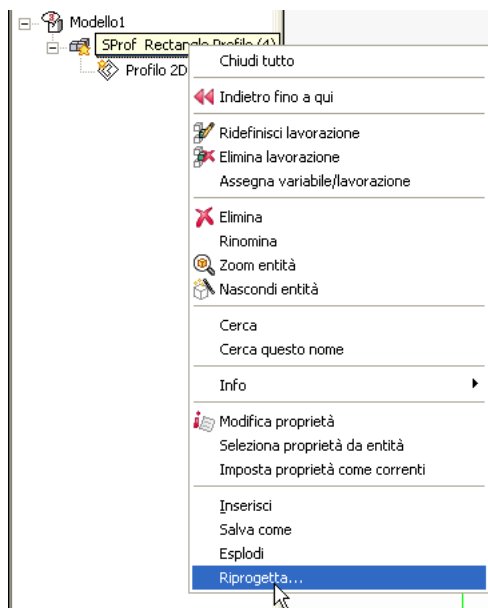 Modello1
SProf Rectangle Profile (4)
Profilo 2D
Chiudi tutto
Indietro fino a qui
Ridefinisci lavorazione
Elimina lavorazione
Assegna variabile/lavorazione
Elimina
Rinomina
Zoom entità
Nascondi entità
Cerca
Cerca questo nome
Info
Modifica proprietà
Seleziona proprietà da entità
Imposta proprietà come correnti
Inserisci
Salva come
Esplodi
Riprogetta...